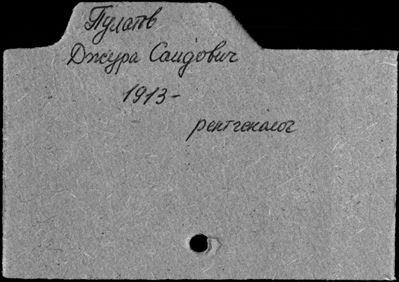 Пулатов
Джура Саидович
1913-
рентгенолог